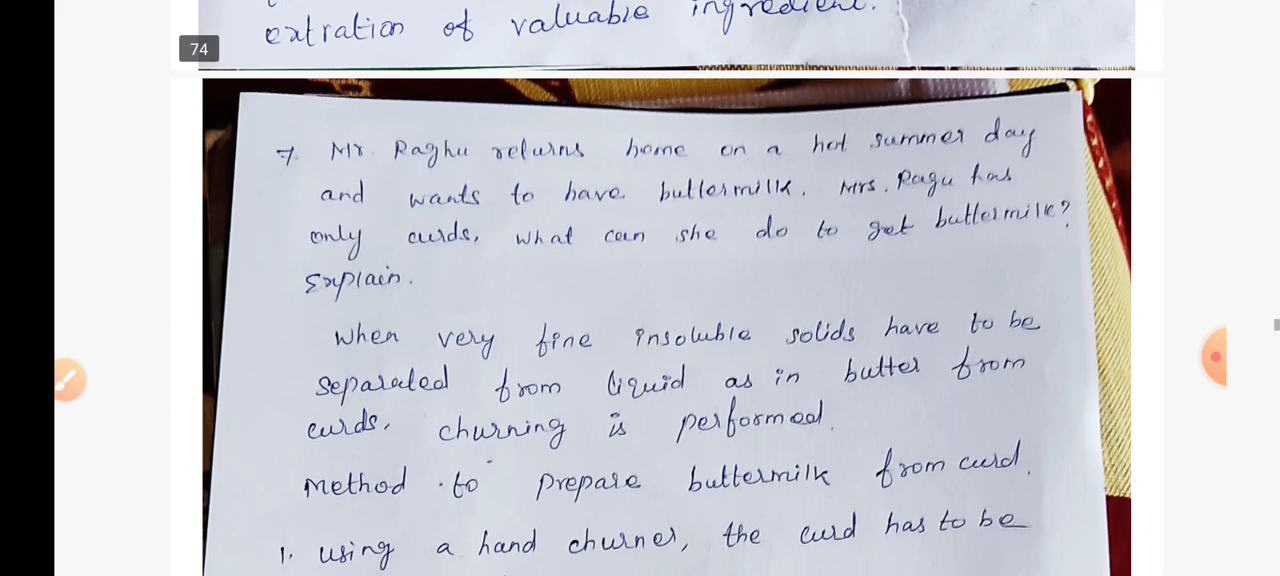 extration of valuable ingredient.
74
7. Mr. Raghu returns home on a hot summer day
and wants to have buttermilk. Mrs. Ragu has
only curds. What can she do to get buttermilk?
Explain.
When very fine insoluble solids have to be
separated from liquid as in butter from
curds, churning is performed.
Method to prepare buttermilk from curd.
1. using a hand churner, the curd has to be